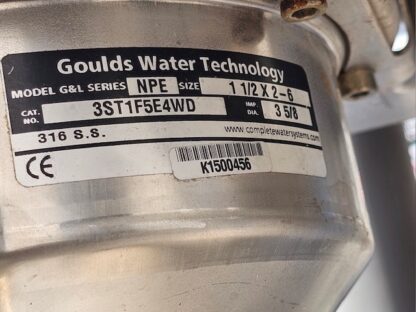 Goulds Water Technology
MODEL G&L SERIES NPE SIZE 1 1/2 X 2-6
CAT. NO. 3ST1F5E4WD IMP. DIA. 3 5/8
316 S.S. www.completewatersystems.com
CE K1500456